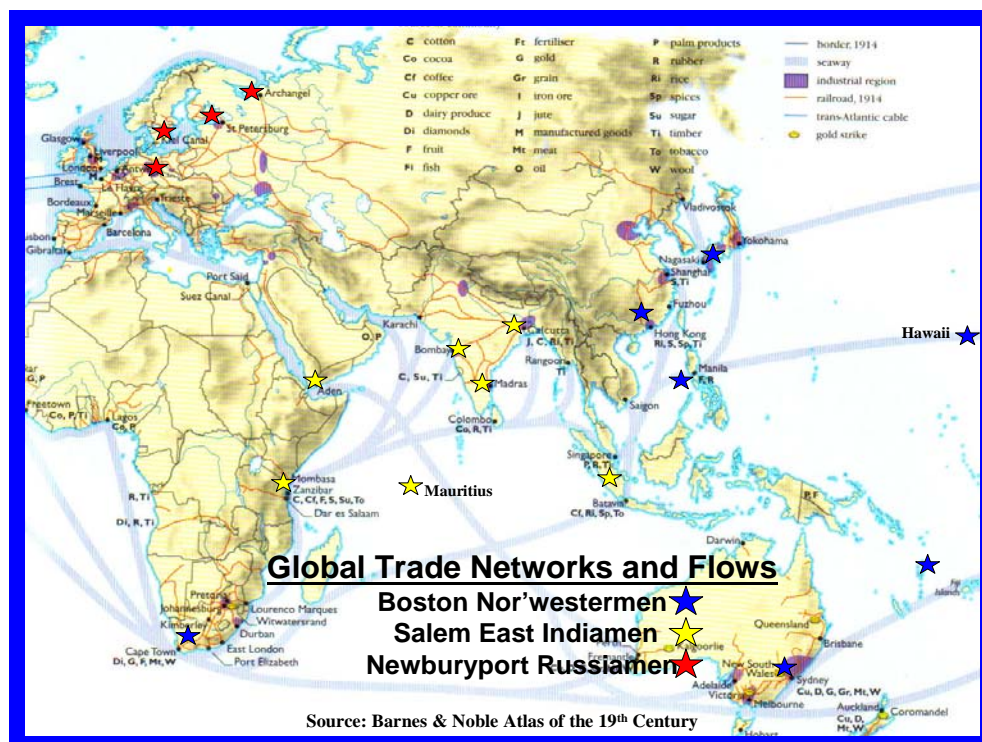 C cotton
Co cocoa
Cf coffee
Cu copper ore
D dairy produce
Di diamonds
F fruit
Fi fish
Ft fertiliser
G gold
Gr grain
I iron ore
J jute
M manufactured goods
Mt meat
O oil
P palm products
R rubber
Ri rice
Sp spices
Su sugar
Ti timber
To tobacco
W wool
border, 1914
seaway
industrial region
railroad, 1914
trans-Atlantic cable
gold strike
Archangel
St Petersburg
Kiel Canal
Glasgow
Liverpool
London
M
Brest
La Havre
Bordeaux
Trieste
Marseille
Barcelona
Gibraltar
Port Said
Suez Canal
Vladivostok
Yokohama
Nagasaki
Shanghai
S, Ti
Fuzhou
Hong Kong
Ri, S, Sp, Ti
Hawaii
Karachi
O, P
Calcutta
J, C, Ri, Ti
Bombay
Rangoon
Ti
C, Su, Ti
Madras
Manila
F, R
Aden
Saigon
Colombo
Co, R, Ti
G, P
Freetown
Co, P, Ti
Lagos
Co, P
Singapore
P, R, Ti
Mombasa
Zanzibar
C, Cf, F, S, Su, To
Dar es Salaam
Mauritius
Batavia
Cf, Ri, Sp, To
R, Ti
Di, R, Ti
P, F
Darwin
Fiji
Islands
Global Trade Networks and Flows
Boston Nor'westermen
Salem East Indiamen
Newburyport Russiamen
Pretoria
Johannesburg
Lourenco Marques
Witwatersrand
Kimberley
Durban
East London
Port Elizabeth
Cape Town
Di, G, F, Mt, W
Queensland
Brisbane
Kalgoorlie
New South
Wales
Sydney
Cu, D, G, Gr, Mt, W
Adelaide
Victoria
Melbourne
Auckland
Cu, D,
Mt, W
Coromandel
Hobart
Source: Barnes & Noble Atlas of the 19th Century